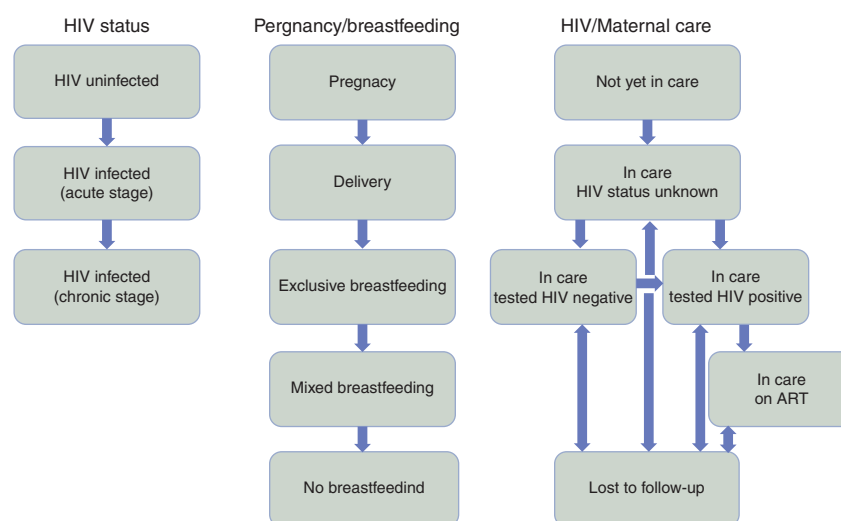 HIV status
HIV uninfected
HIV infected
(acute stage)
HIV infected
(chronic stage)
Pergnancy/breastfeeding
Pregnacy
Delivery
Exclusive breastfeeding
Mixed breastfeeding
No breastfeedind
HIV/Maternal care
Not yet in care
In care
HIV status unknown
In care
tested HIV negative
In care
tested HIV positive
In care
on ART
Lost to follow-up